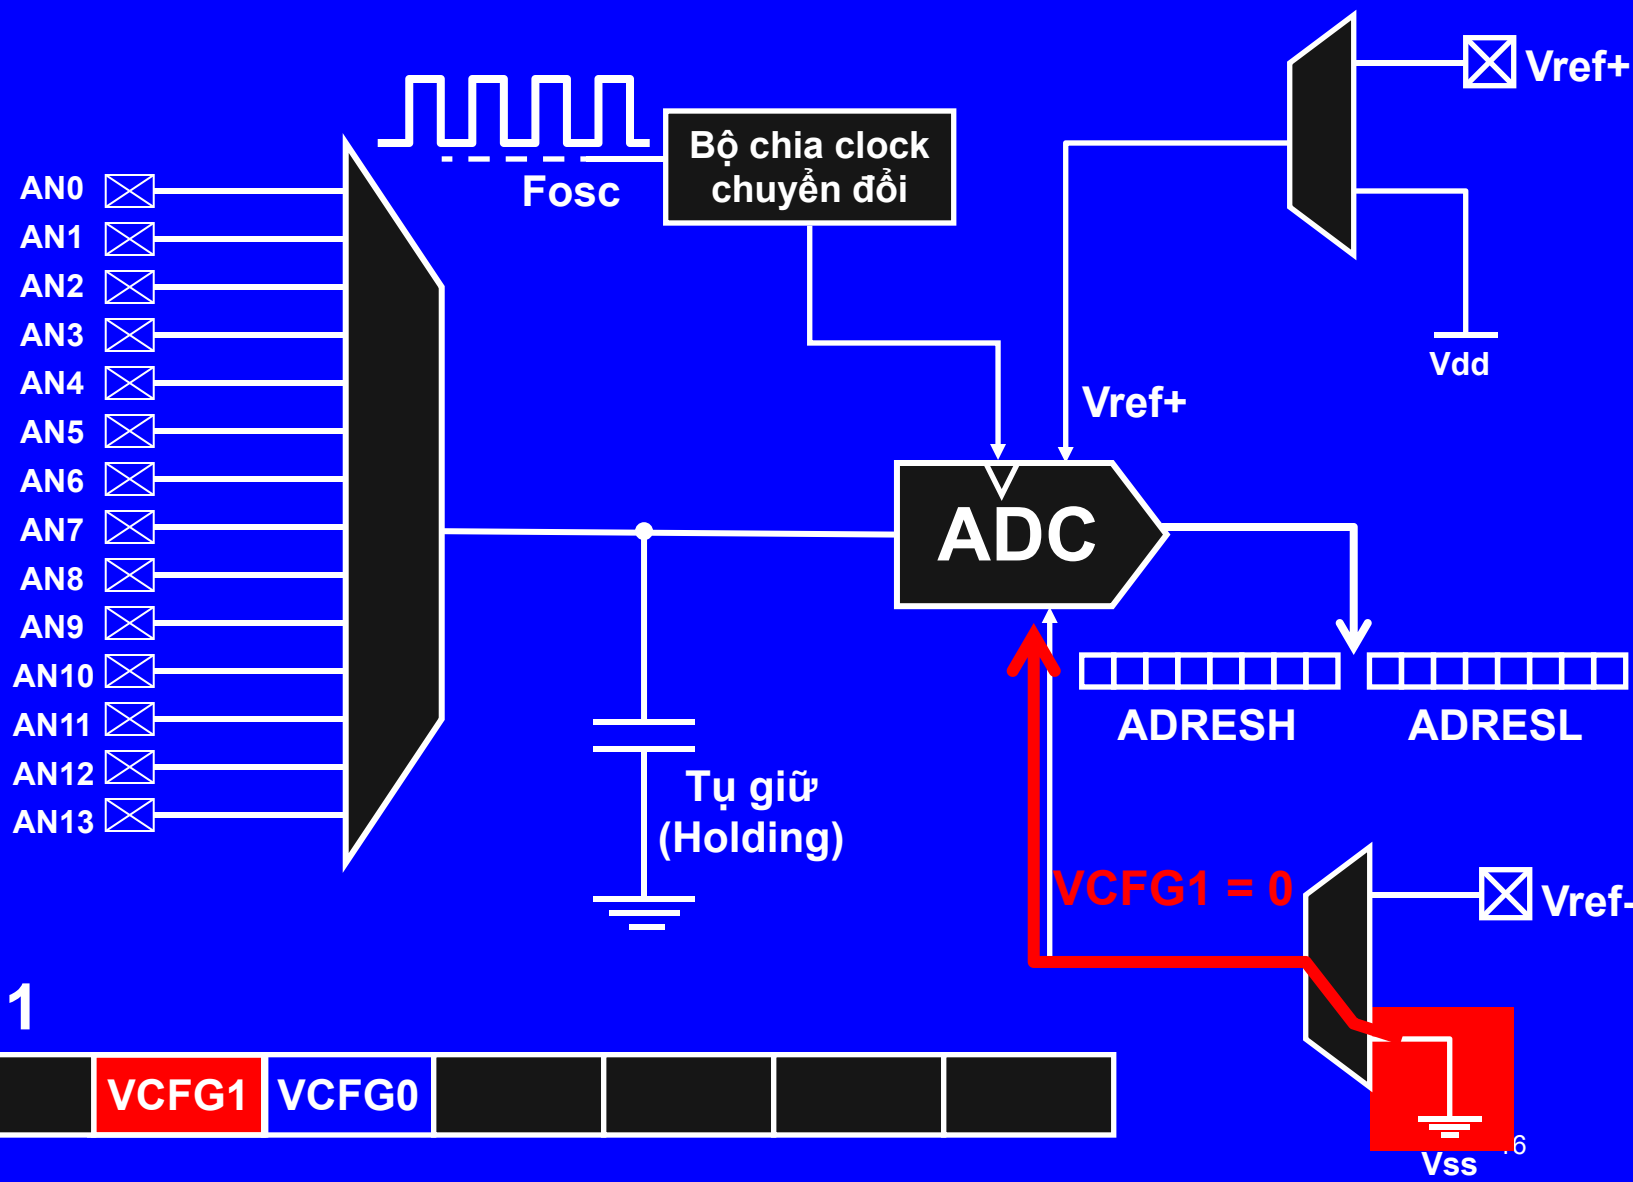 Vref+
Bộ chia clock
chuyển đổi
Fosc
AN0
AN1
AN2
AN3
AN4
AN5
AN6
AN7
AN8
AN9
AN10
AN11
AN12
AN13
Vdd
Vref+
ADC
ADRESH
ADRESL
Tụ giữ
(Holding)
VCFG1 = 0
Vref-
1
VCFG1
VCFG0
6
Vss